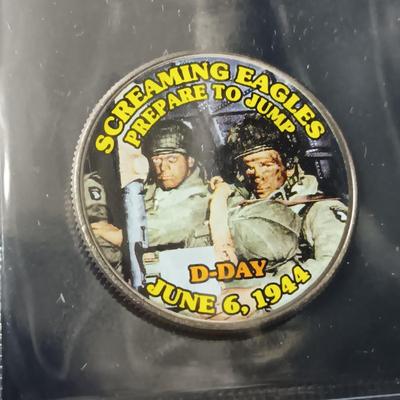 SCREAMING EAGLES
PREPARE TO JUMP
D-DAY
JUNE 6, 1944